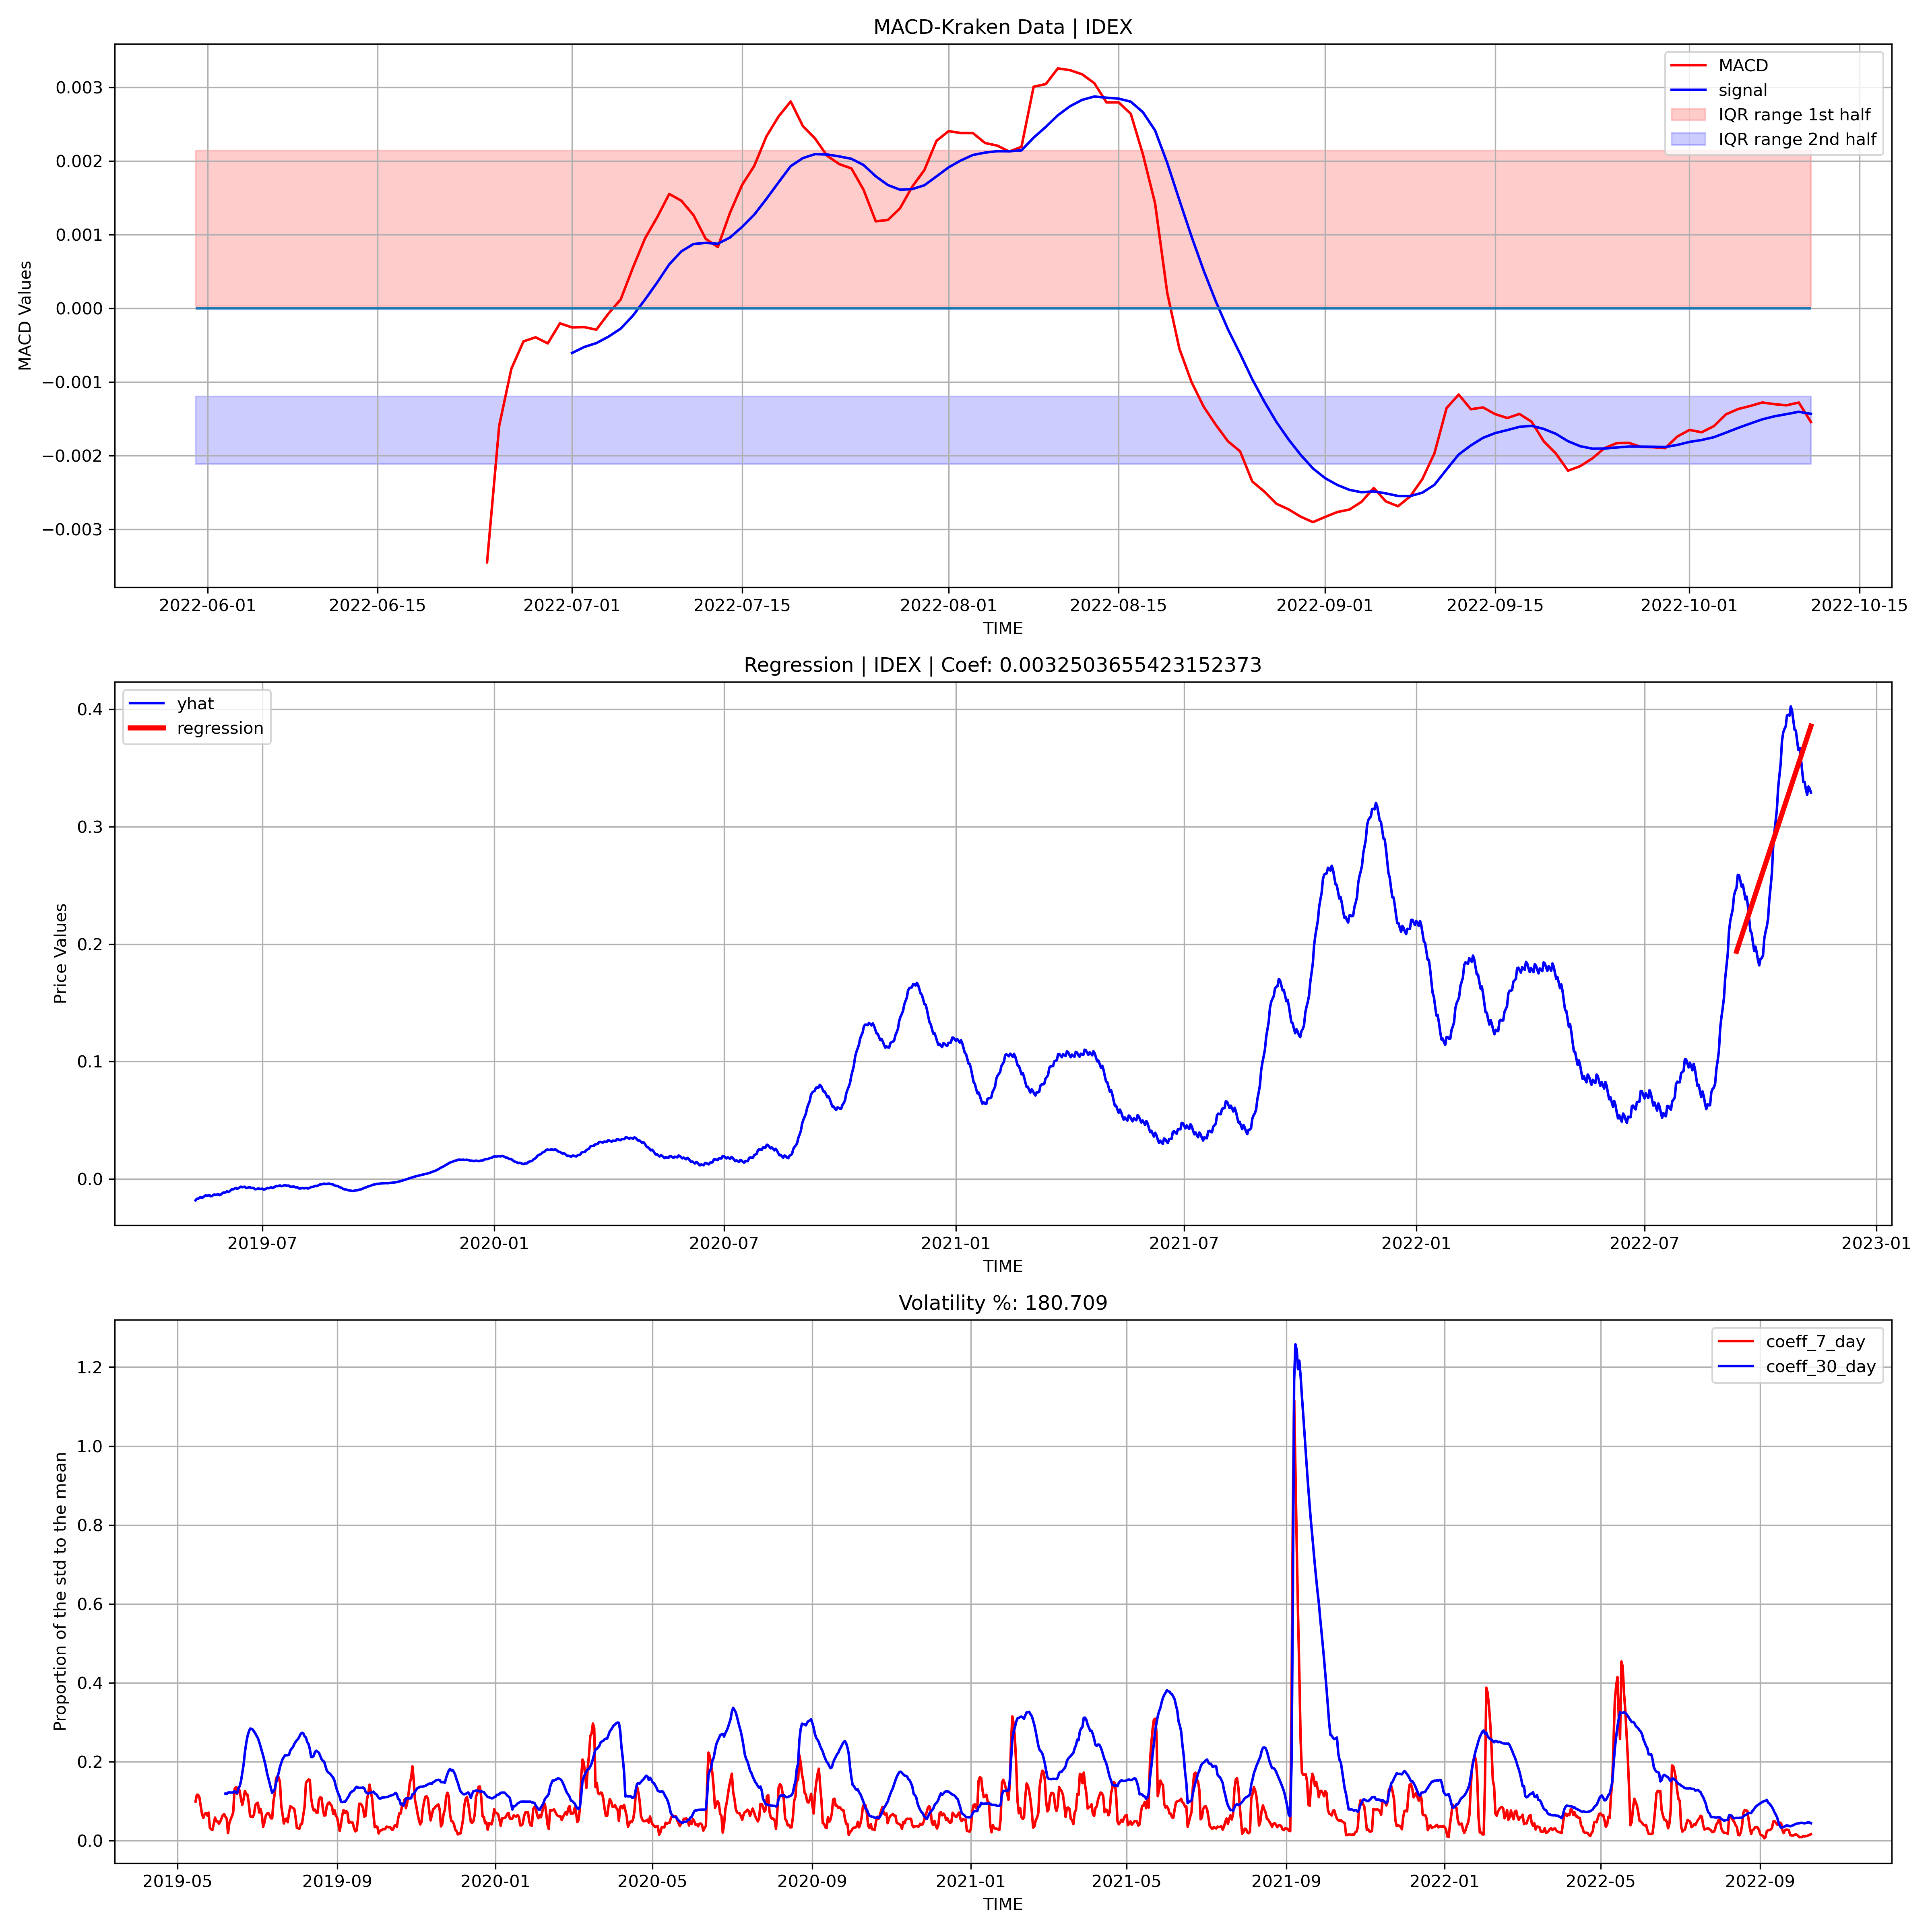 MACD-Kraken Data | IDEX
MACD
signal
IQR range 1st half
IQR range 2nd half
MACD Values
0.003
0.002
0.001
0.000
−0.001
−0.002
−0.003
2022-06-01 2022-06-15 2022-07-01 2022-07-15 2022-08-01 2022-08-15 2022-09-01 2022-09-15 2022-10-01 2022-10-15
TIME
Regression | IDEX | Coef: 0.0032503655423152373
yhat
regression
Price Values
0.4
0.3
0.2
0.1
0.0
2019-07 2020-01 2020-07 2021-01 2021-07 2022-01 2022-07 2023-01
TIME
Volatility %: 180.709
coeff_7_day
coeff_30_day
Proportion of the std to the mean
1.2
1.0
0.8
0.6
0.4
0.2
0.0
2019-05 2019-09 2020-01 2020-05 2020-09 2021-01 2021-05 2021-09 2022-01 2022-05 2022-09
TIME